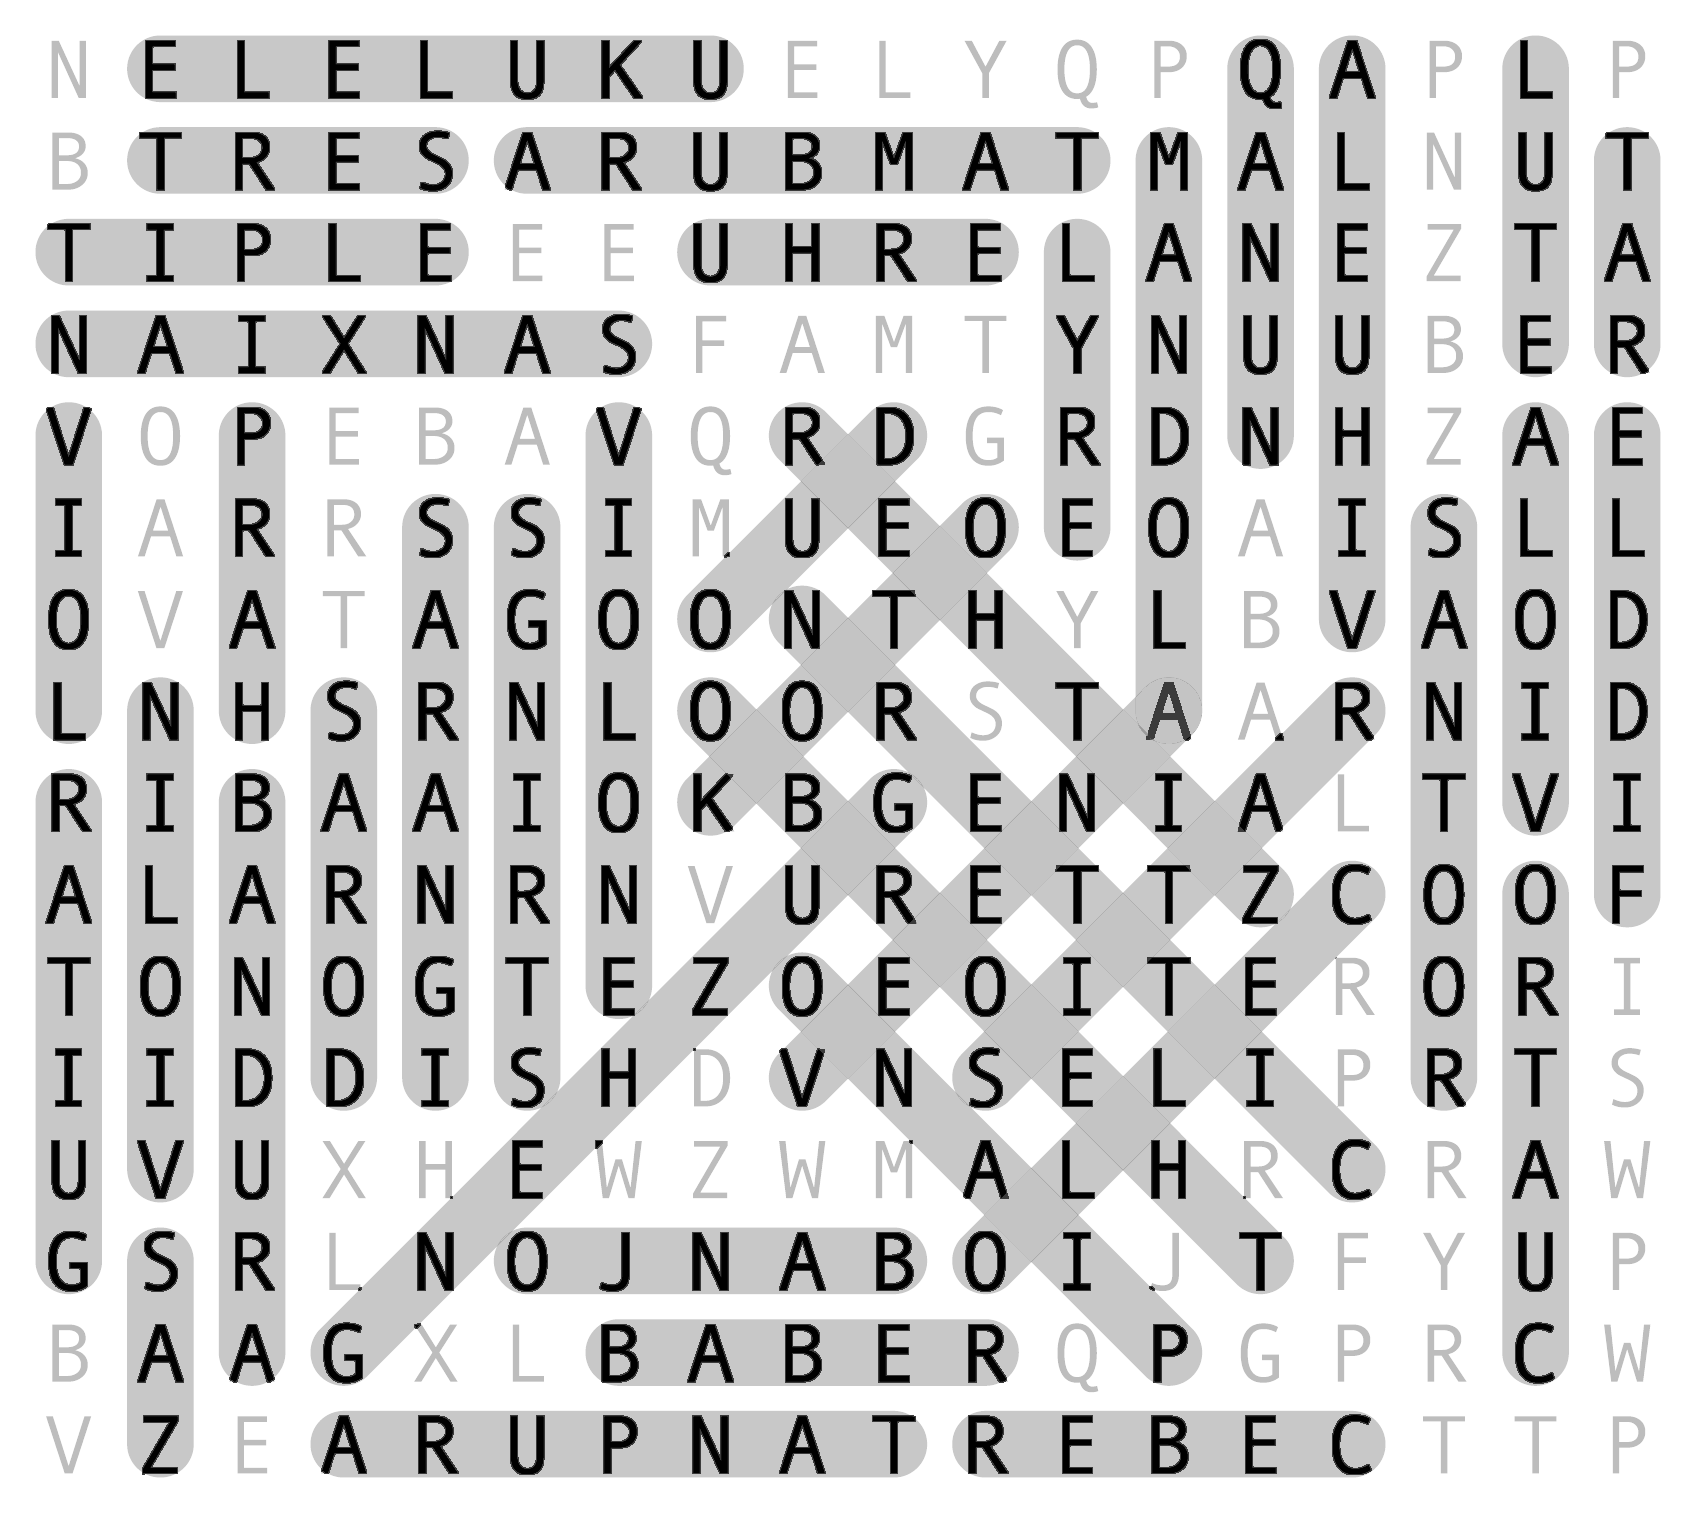 N E L E L U K U E L Y Q P Q A P L P
B T R E S A R U B M A T M A L N U T
T I P L E E E U H R E L A N E Z T A
N A I X N A S F A M T Y N U U B E R
V O P E B A V Q R D G R D N H Z A E
I A R R S S I M U E O E O A I S L L
O V A T A G O O N T H Y L B V A O D
L N H S R N L O O R S T A A R N I D
R I B A A I O K B G E N I A L T V I
A L A R N R N V U R E T T Z C O O F
T O N O G T E Z O E O I T E R O R I
I I D D I S H D V N S E L I P R T S
U V U X H E W Z W M A L H R C R A W
G S R L N O J N A B O I J T F Y U P
B A A G X L B A B E R Q P G P R C W
V Z E A R U P N A T R E B E C T T P